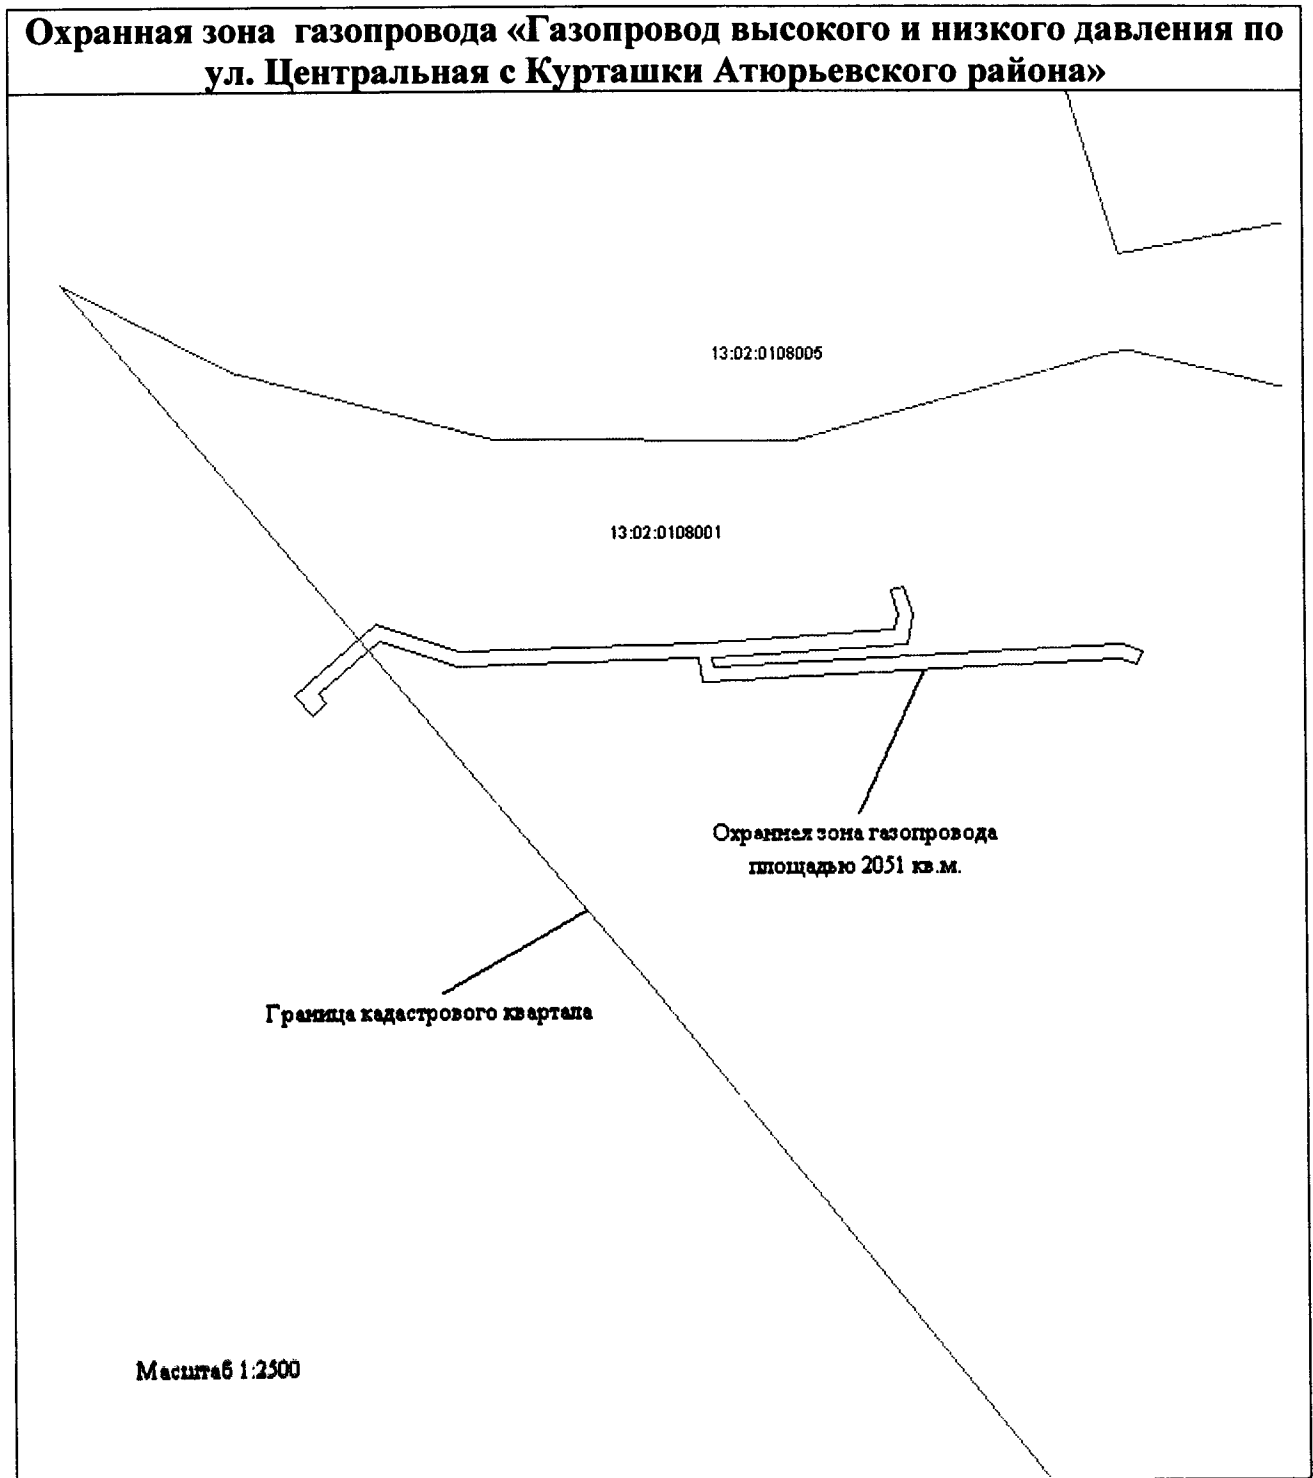 Охранная зона газопровода «Газопровод высокого и низкого давления по
ул. Центральная с Курташки Атюрьевского района»
13:02:0108005
13:02:0108001
Охранная зона газопровода
площадью 2051 кв.м.
Граница кадастрового квартала
Масштаб 1:2500